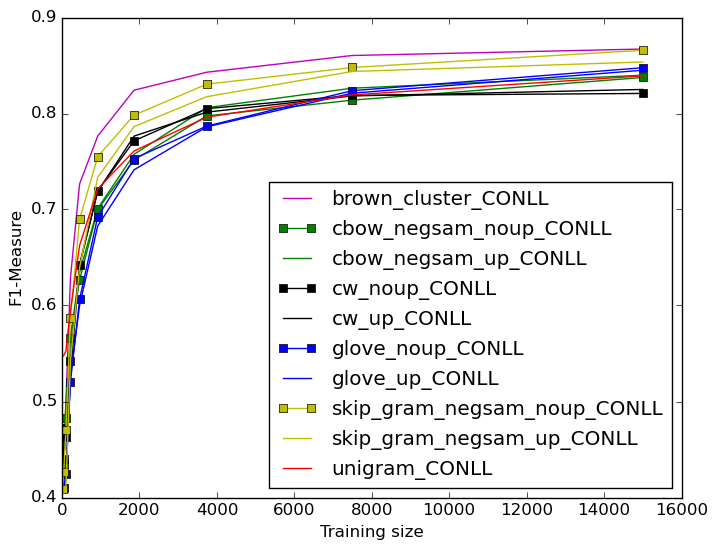 0.9
0.8
0.7
0.6
0.5
0.4
F1-Measure
brown_cluster_CONLL
cbow_negsam_noup_CONLL
cbow_negsam_up_CONLL
cw_noup_CONLL
cw_up_CONLL
glove_noup_CONLL
glove_up_CONLL
skip_gram_negsam_noup_CONLL
skip_gram_negsam_up_CONLL
unigram_CONLL
0 2000 4000 6000 8000 10000 12000 14000 16000
Training size